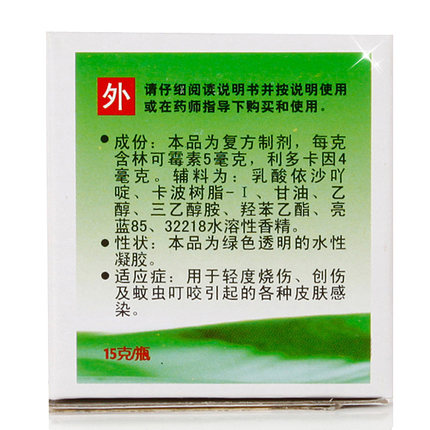 外
请仔细阅读说明书并按说明使用
或在药师指导下购买和使用。
●成份：本品为复方制剂，每克
含林可霉素5毫克，利多卡因4
毫克。辅料为：乳酸依沙吖
啶、卡波树脂-Ⅰ、甘油、乙
醇、三乙醇胺、羟苯乙酯、亮
蓝85、32218水溶性香精。
●性状：本品为绿色透明的水性
凝胶。
●适应症：用于轻度烧伤、创伤
及蚊虫叮咬引起的各种皮肤感
染。
15克/瓶